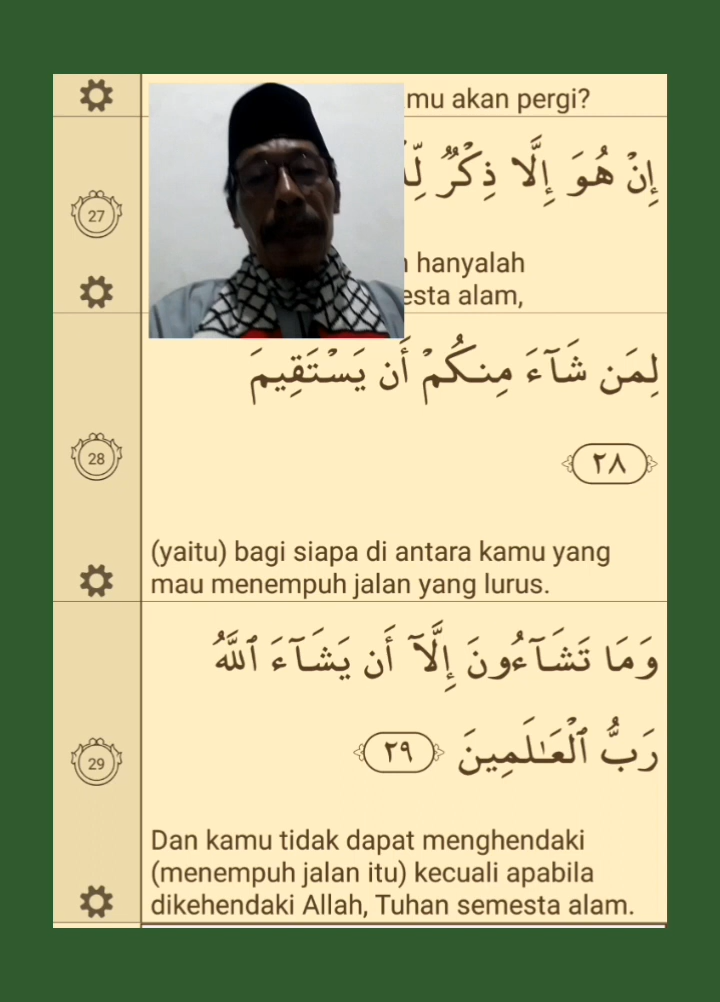 mu akan pergi?
إِنْ هُوَ إِلَّا ذِكْرٌ
27
hanyalah
esta alam,
لِمَن شَآءَ مِنكُمْ أَن يَسْتَقِيمَ
٢٨
28
(yaitu) bagi siapa di antara kamu yang
mau menempuh jalan yang lurus.
وَمَا تَشَآءُونَ إِلَّآ أَن يَشَآءَ ٱللَّهُ
رَبُّ ٱلْعَـٰلَمِينَ ٢٩
29
Dan kamu tidak dapat menghendaki
(menempuh jalan itu) kecuali apabila
dikehendaki Allah, Tuhan semesta alam.